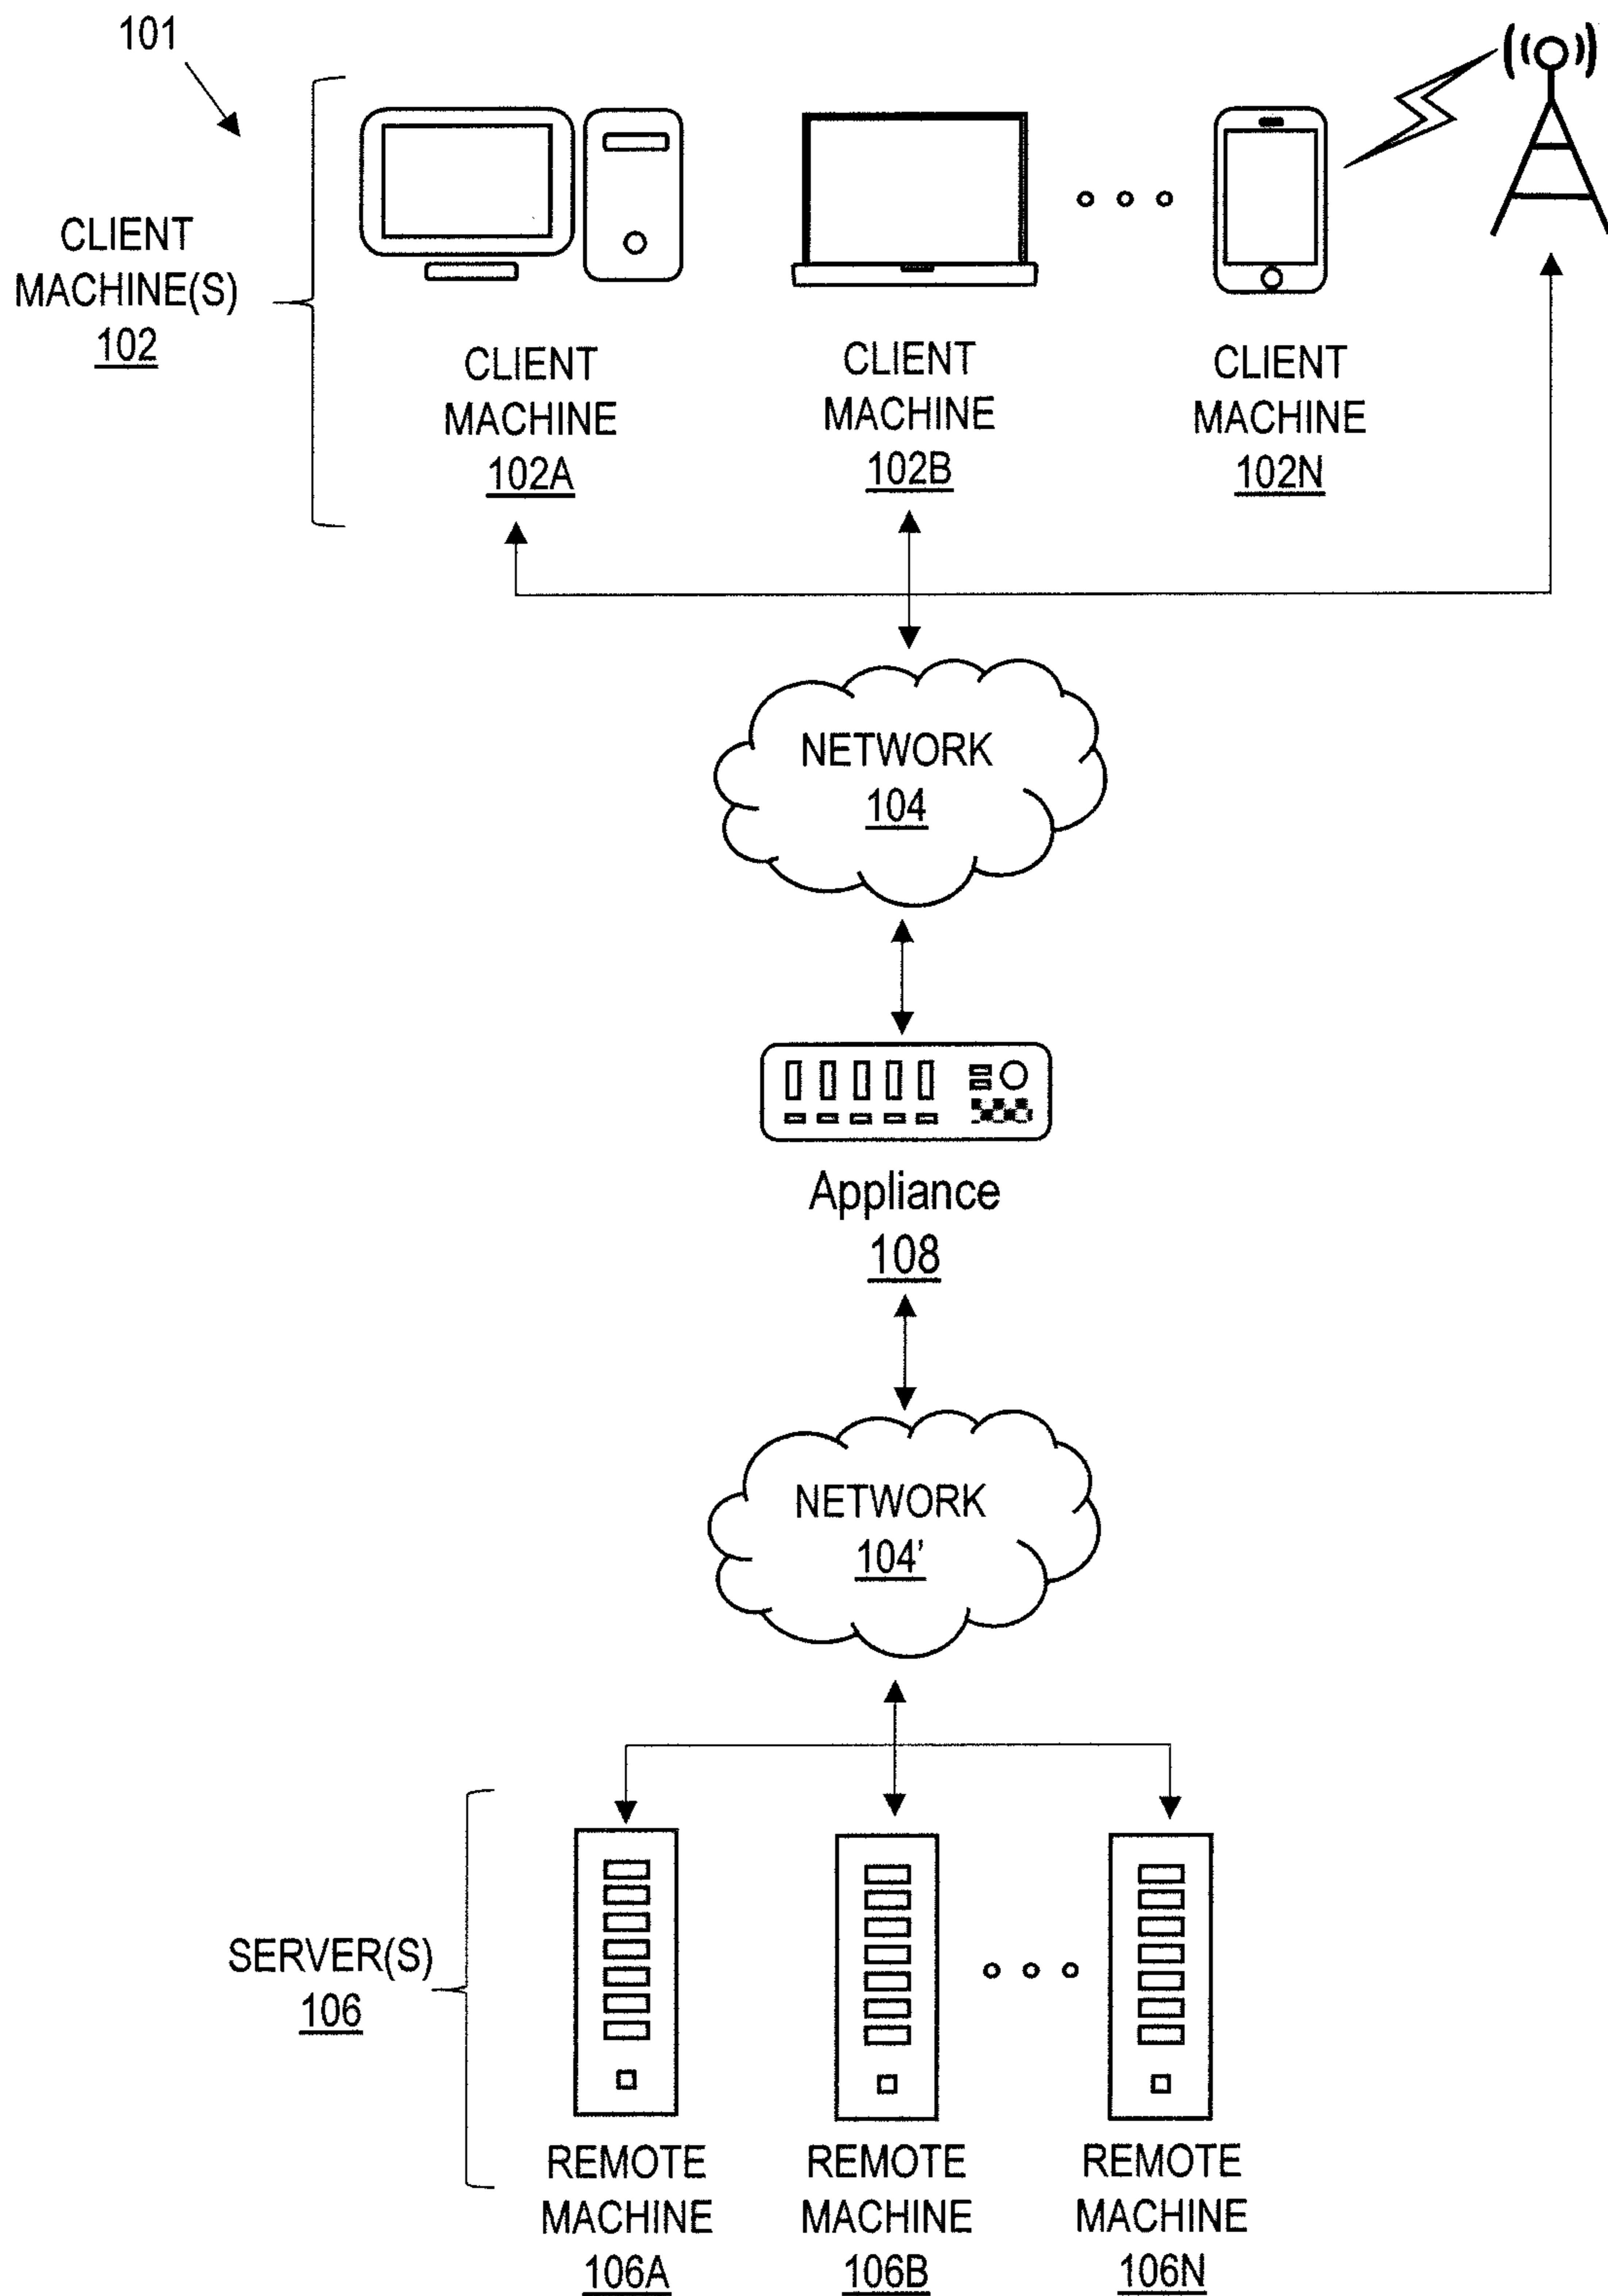 101
CLIENT
MACHINE(S)
102
CLIENT
MACHINE
102A
CLIENT
MACHINE
102B
CLIENT
MACHINE
102N
NETWORK
104
Appliance
108
NETWORK
104'
SERVER(S)
106
REMOTE
MACHINE
106A
REMOTE
MACHINE
106B
REMOTE
MACHINE
106N